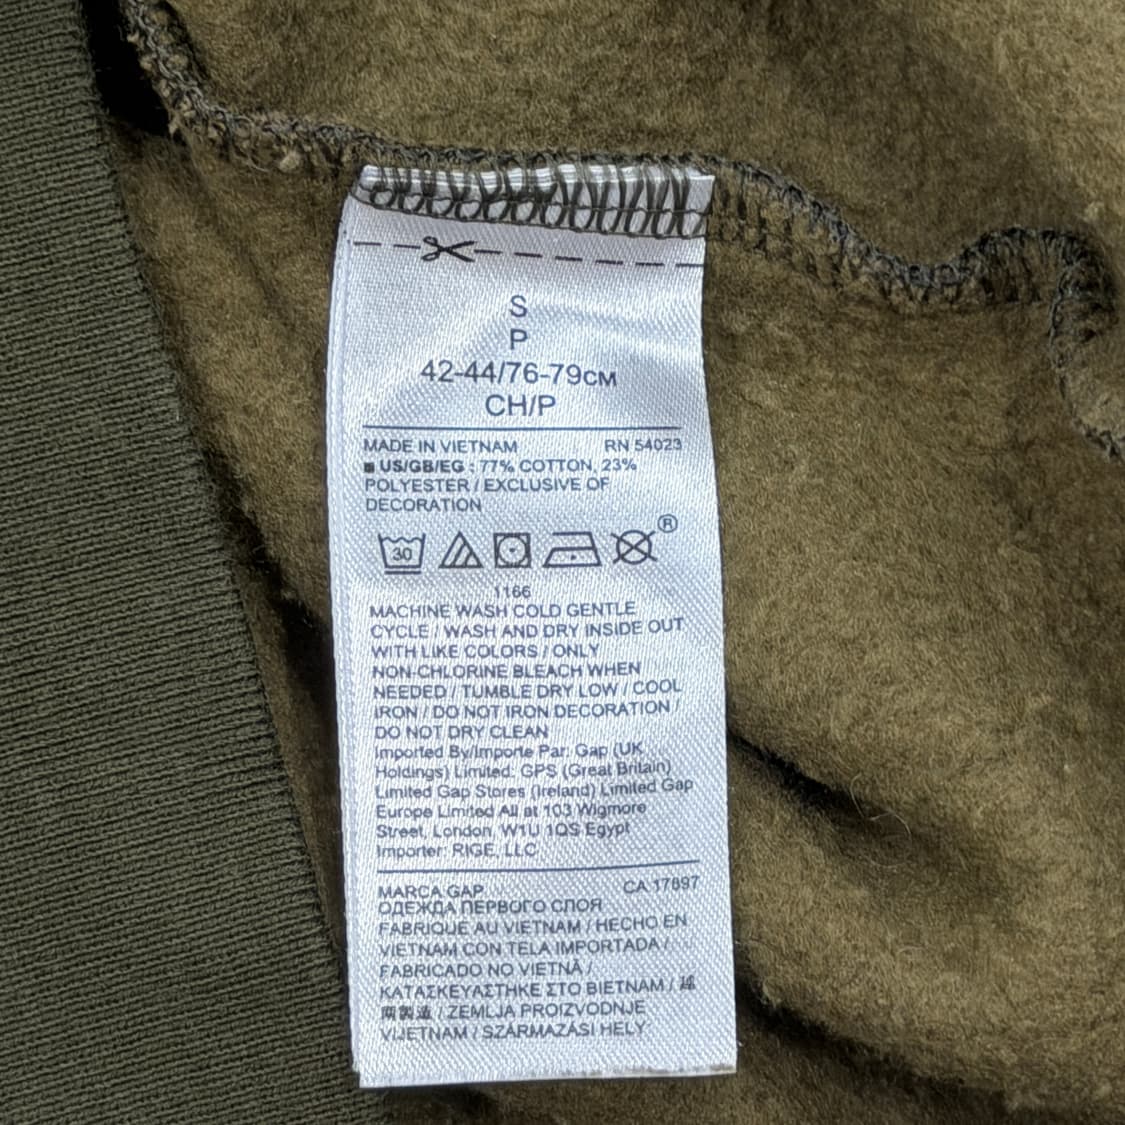 S
P
42-44/76-79см
CH/P
MADE IN VIETNAM RN 54023
■ US/GB/EG : 77% COTTON, 23%
POLYESTER / EXCLUSIVE OF
DECORATION
30
®
1166
MACHINE WASH COLD GENTLE
CYCLE / WASH AND DRY INSIDE OUT
WITH LIKE COLORS / ONLY
NON-CHLORINE BLEACH WHEN
NEEDED / TUMBLE DRY LOW / COOL
IRON / DO NOT IRON DECORATION /
DO NOT DRY CLEAN
Imported By/Importe Par: Gap (UK
Holdings) Limited: GPS (Great Britain)
Limited Gap Stores (Ireland) Limited Gap
Europe Limited All at 103 Wigmore
Street, London, W1U 1QS Egypt
Importer: RIGE, LLC
MARCA GAP CA 17897
ОДЕЖДА ПЕРВОГО СЛОЯ
FABRIQUÉ AU VIETNAM / HECHO EN
VIETNAM CON TELA IMPORTADA /
FABRICADO NO VIETNÃ /
ΚΑΤΑΣΚΕΥΑΣΤΗΚΕ ΣΤΟ ΒΙΕΤΝΑΜ / 越
南製造 / ZEMLJA PROIZVODNJE
VIJETNAM / SZÁRMAZÁSI HELY: